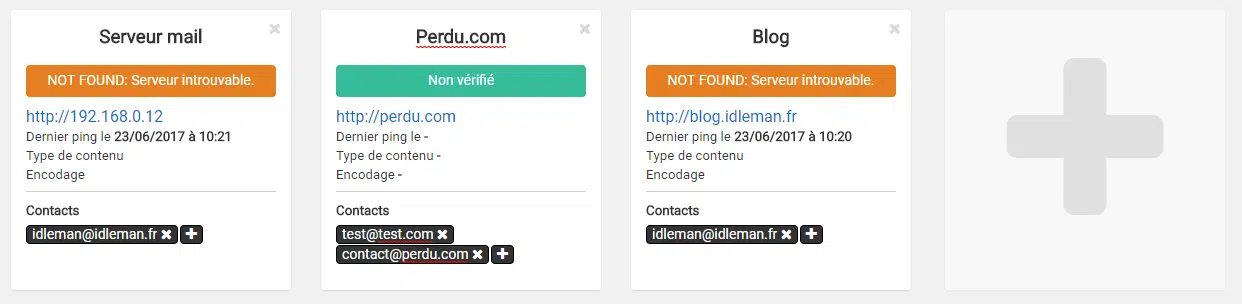 Serveur mail
NOT FOUND: Serveur introuvable.
http://192.168.0.12
Dernier ping le 23/06/2017 à 10:21
Type de contenu
Encodage
Contacts
idleman@idleman.fr
Perdu.com
Non vérifié
http://perdu.com
Dernier ping le -
Type de contenu -
Encodage -
Contacts
test@test.com
contact@perdu.com
Blog
NOT FOUND: Serveur introuvable.
http://blog.idleman.fr
Dernier ping le 23/06/2017 à 10:20
Type de contenu
Encodage
Contacts
idleman@idleman.fr